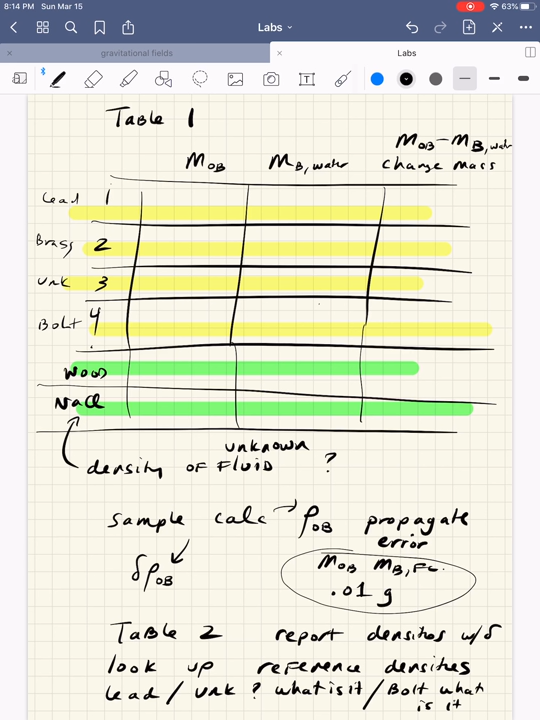 8:14 PM Sun Mar 15 63%
Labs
gravitational fields
Labs
Table 1
MOB MB,water MOB-MB,wat
change mass
Lead 1
Brass 2
Unk 3
Bolt 4
Wood
NaCl
unknown
density of Fluid ?
sample calc → ρOB propagate
error
δρOB MOB MB,FL.
.01 g
Table 2 report densities w/δ
look up reference densities
lead / unk ? what is it / Bolt what
is it